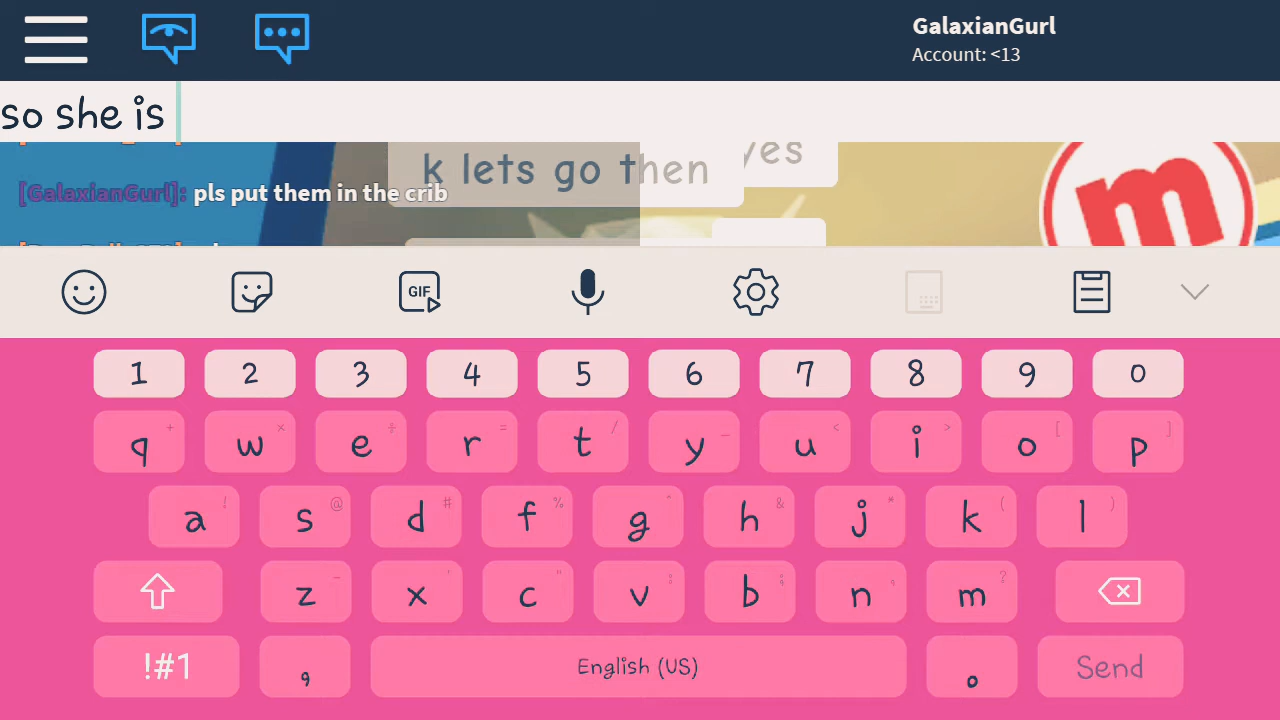 GalaxianGurl
Account: <13
so she is
yes
k lets go then
[GalaxianGurl]: pls put them in the crib
m
GIF
1 2 3 4 5 6 7 8 9 0
q + w × e ÷ r = t / y _ u < i > o [ p ]
a ! s @ d # f % g ^ h & j * k ( l )
z - x ' c " v : b ; n , m ?
!#1 , English (US) . Send